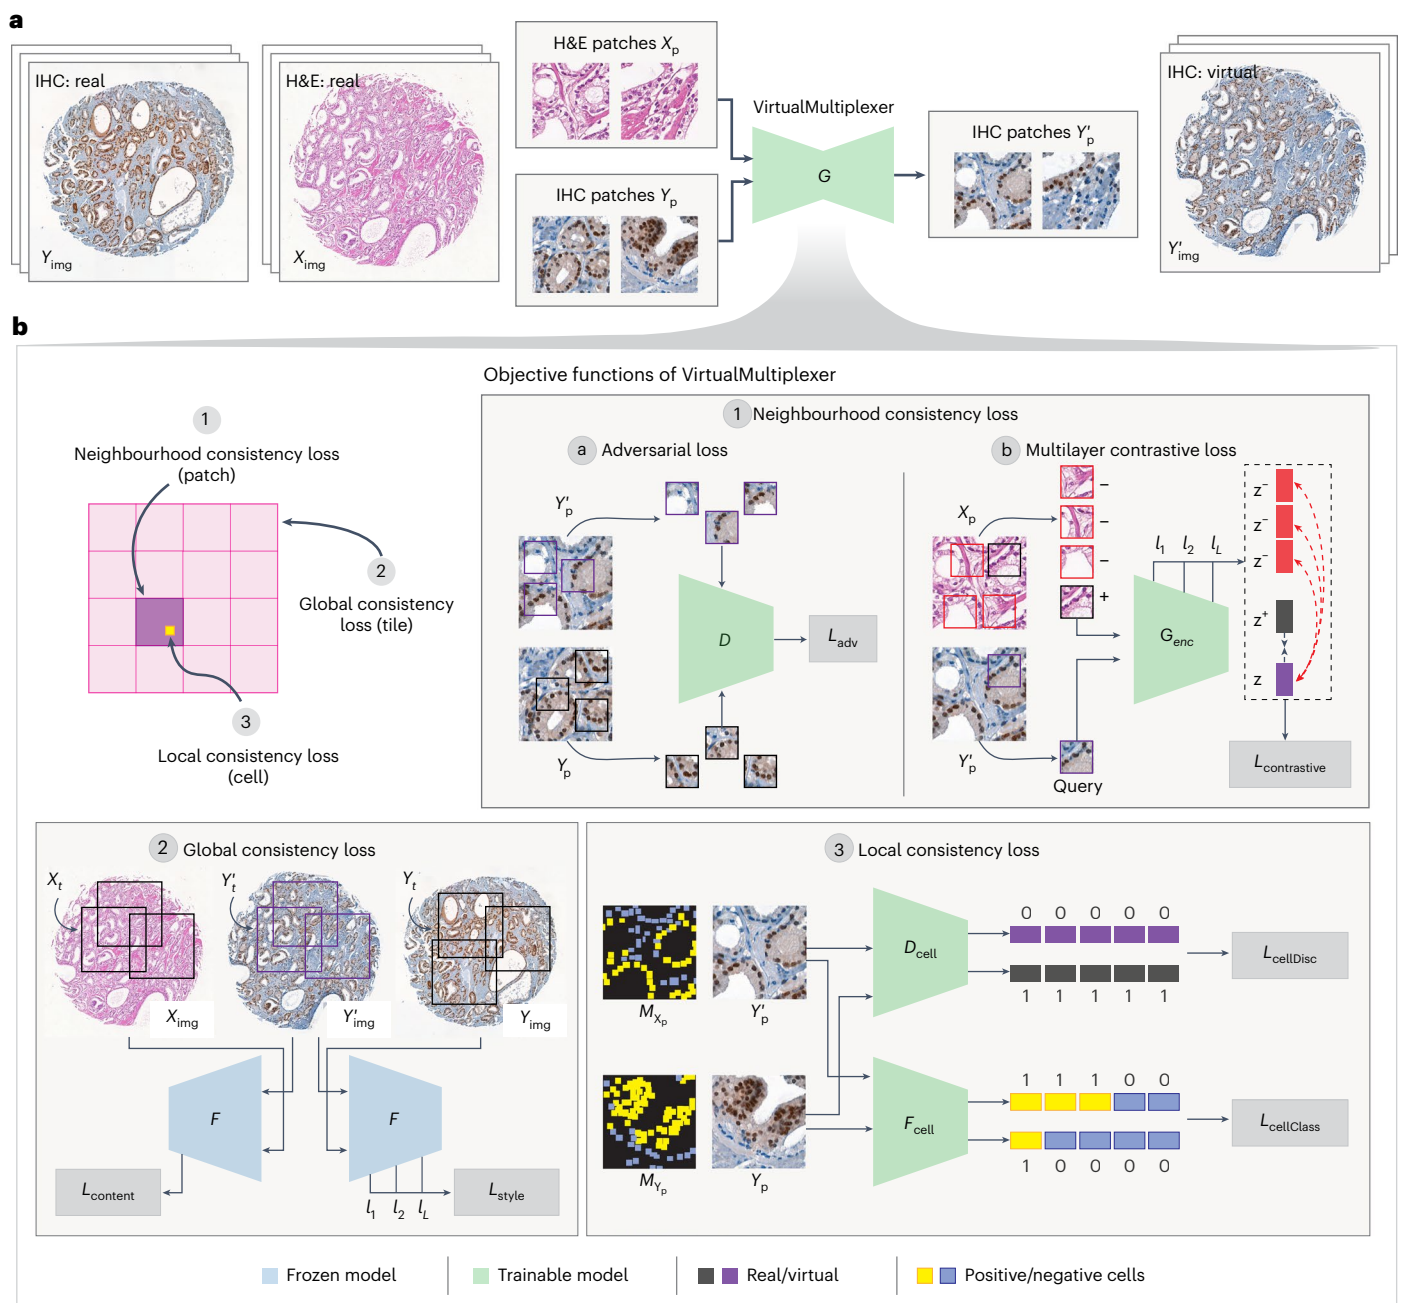 a
IHC: real
Y_img
H&E: real
X_img
H&E patches X_p
IHC patches Y_p
VirtualMultiplexer
G
IHC patches Y′_p
IHC: virtual
Y′_img
b
Objective functions of VirtualMultiplexer
1
Neighbourhood consistency loss
(patch)
2
Global consistency
loss (tile)
3
Local consistency loss
(cell)
1 Neighbourhood consistency loss
a Adversarial loss
Y′_p
Y_p
D
L_adv
b Multilayer contrastive loss
X_p
Y′_p
−
−
−
+
Query
G_enc
l_1 l_2 l_L
z⁻
z⁻
z⁻
z⁺
z
L_contrastive
2 Global consistency loss
X_t
Y′_t
Y_t
X_img
Y′_img
Y_img
F
F
L_content
l_1 l_2 l_L
L_style
3 Local consistency loss
M_Xp
Y′_p
M_Yp
Y_p
D_cell
0 0 0 0 0
1 1 1 1 1
L_cellDisc
F_cell
1 1 1 0 0
1 0 0 0 0
L_cellClass
Frozen model
Trainable model
Real/virtual
Positive/negative cells